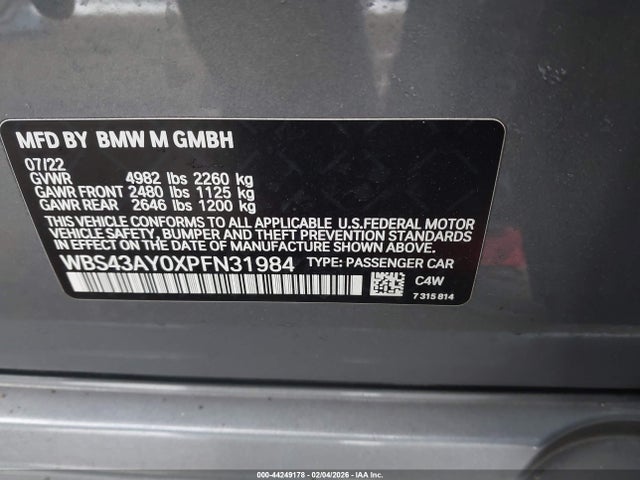 MFD BY BMW M GMBH
07/22
GVWR 4982 lbs 2260 kg
GAWR FRONT 2480 lbs 1125 kg
GAWR REAR 2646 lbs 1200 kg
THIS VEHICLE CONFORMS TO ALL APPLICABLE U.S.FEDERAL MOTOR
VEHICLE SAFETY, BUMPER AND THEFT PREVENTION STANDARDS
IN EFFECT ON THE DATE OF MANUFACTURE SHOWN ABOVE.
WBS43AY0XPFN31984 TYPE: PASSENGER CAR
C4W
7 315 814
000-44249178 - 02/04/2026 - IAA Inc.